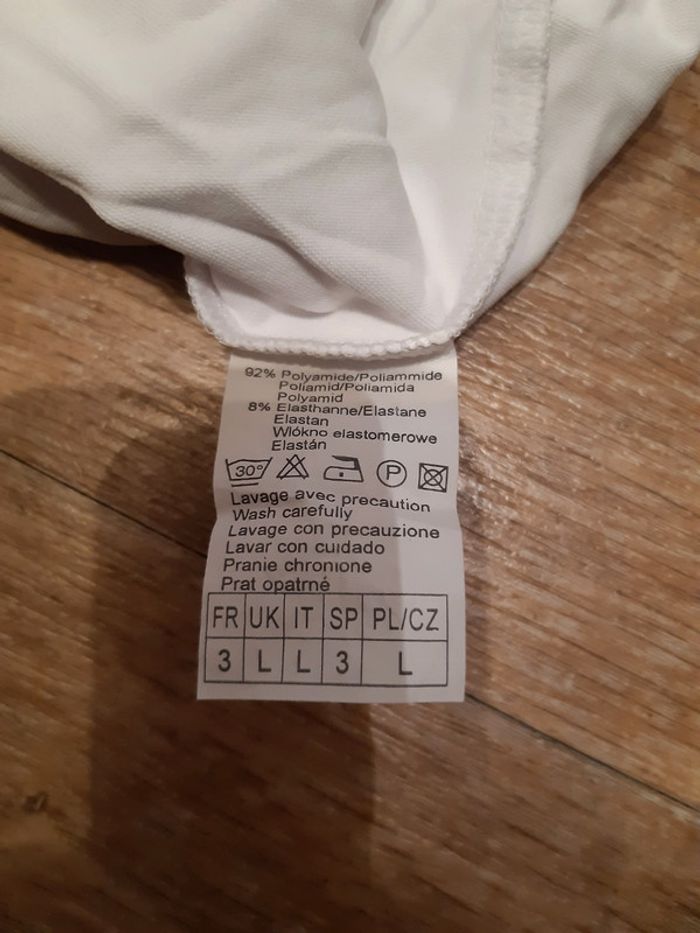 92% Polyamide/Poliammide
Poliamid/Poliamida
Polyamid
8% Elasthanne/Elastane
Elastan
Włókno elastomerowe
Elastán
30° P
Lavage avec precaution
Wash carefully
Lavage con precauzione
Lavar con cuidado
Pranie chronione
Prat opatrné
FR UK IT SP PL/CZ
3 L L 3 L